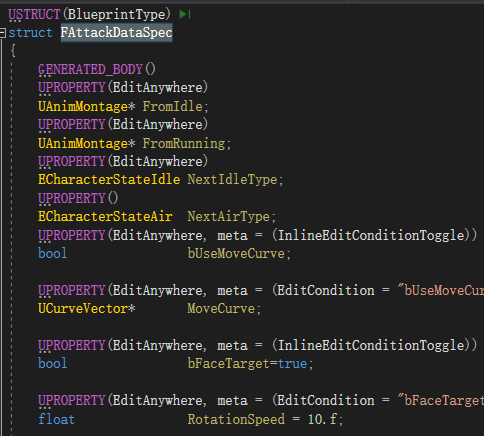 USTRUCT(BlueprintType)
struct FAttackDataSpec
{
GENERATED_BODY()
UPROPERTY(EditAnywhere)
UAnimMontage* FromIdle;
UPROPERTY(EditAnywhere)
UAnimMontage* FromRunning;
UPROPERTY(EditAnywhere)
ECharacterStateIdle NextIdleType;
UPROPERTY()
ECharacterStateAir NextAirType;
UPROPERTY(EditAnywhere, meta = (InlineEditConditionToggle))
bool bUseMoveCurve;
UPROPERTY(EditAnywhere, meta = (EditCondition = "bUseMoveCur
UCurveVector* MoveCurve;
UPROPERTY(EditAnywhere, meta = (InlineEditConditionToggle))
bool bFaceTarget=true;
UPROPERTY(EditAnywhere, meta = (EditCondition = "bFaceTarget
float RotationSpeed = 10.f;